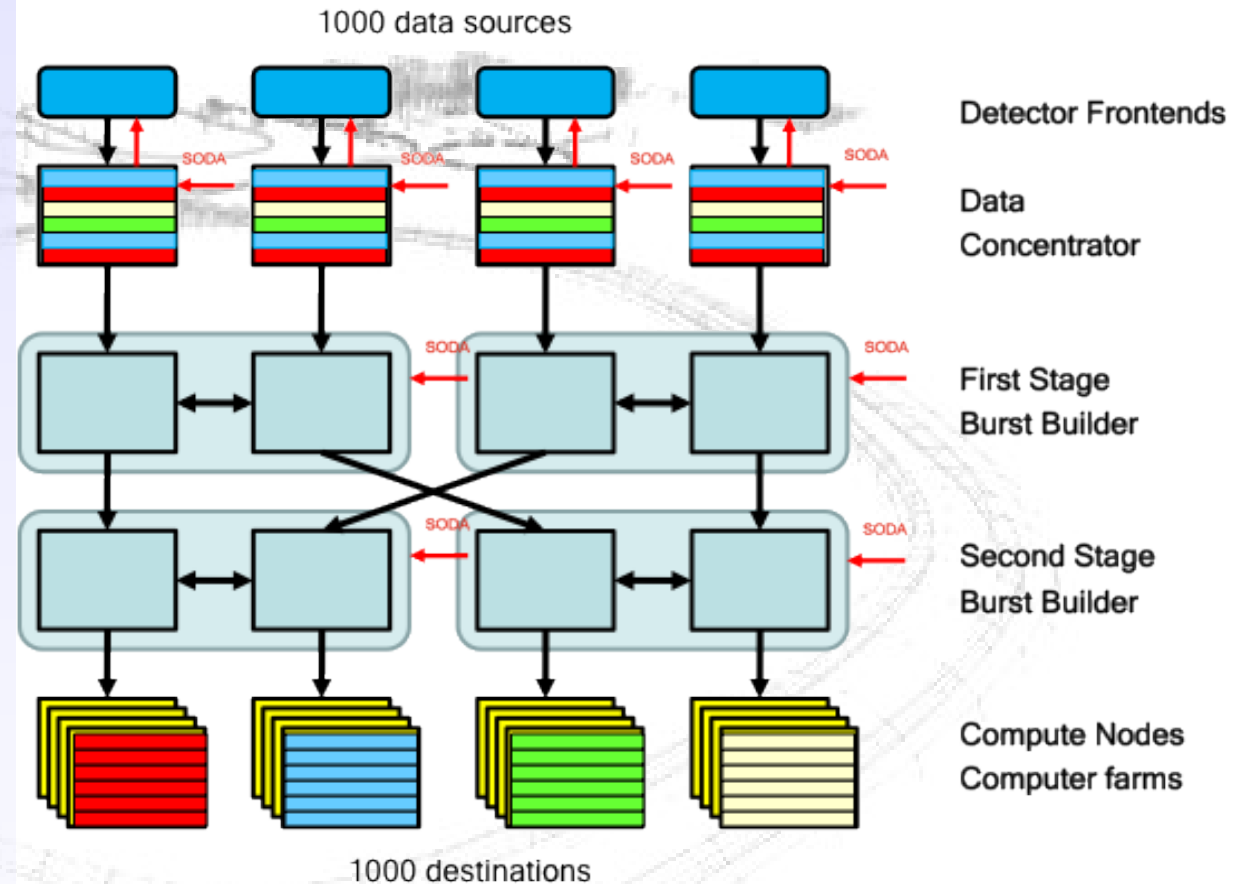 1000 data sources
Detector Frontends
SODA
SODA
SODA
SODA
Data
Concentrator
SODA
SODA
First Stage
Burst Builder
SODA
SODA
Second Stage
Burst Builder
Compute Nodes
Computer farms
1000 destinations